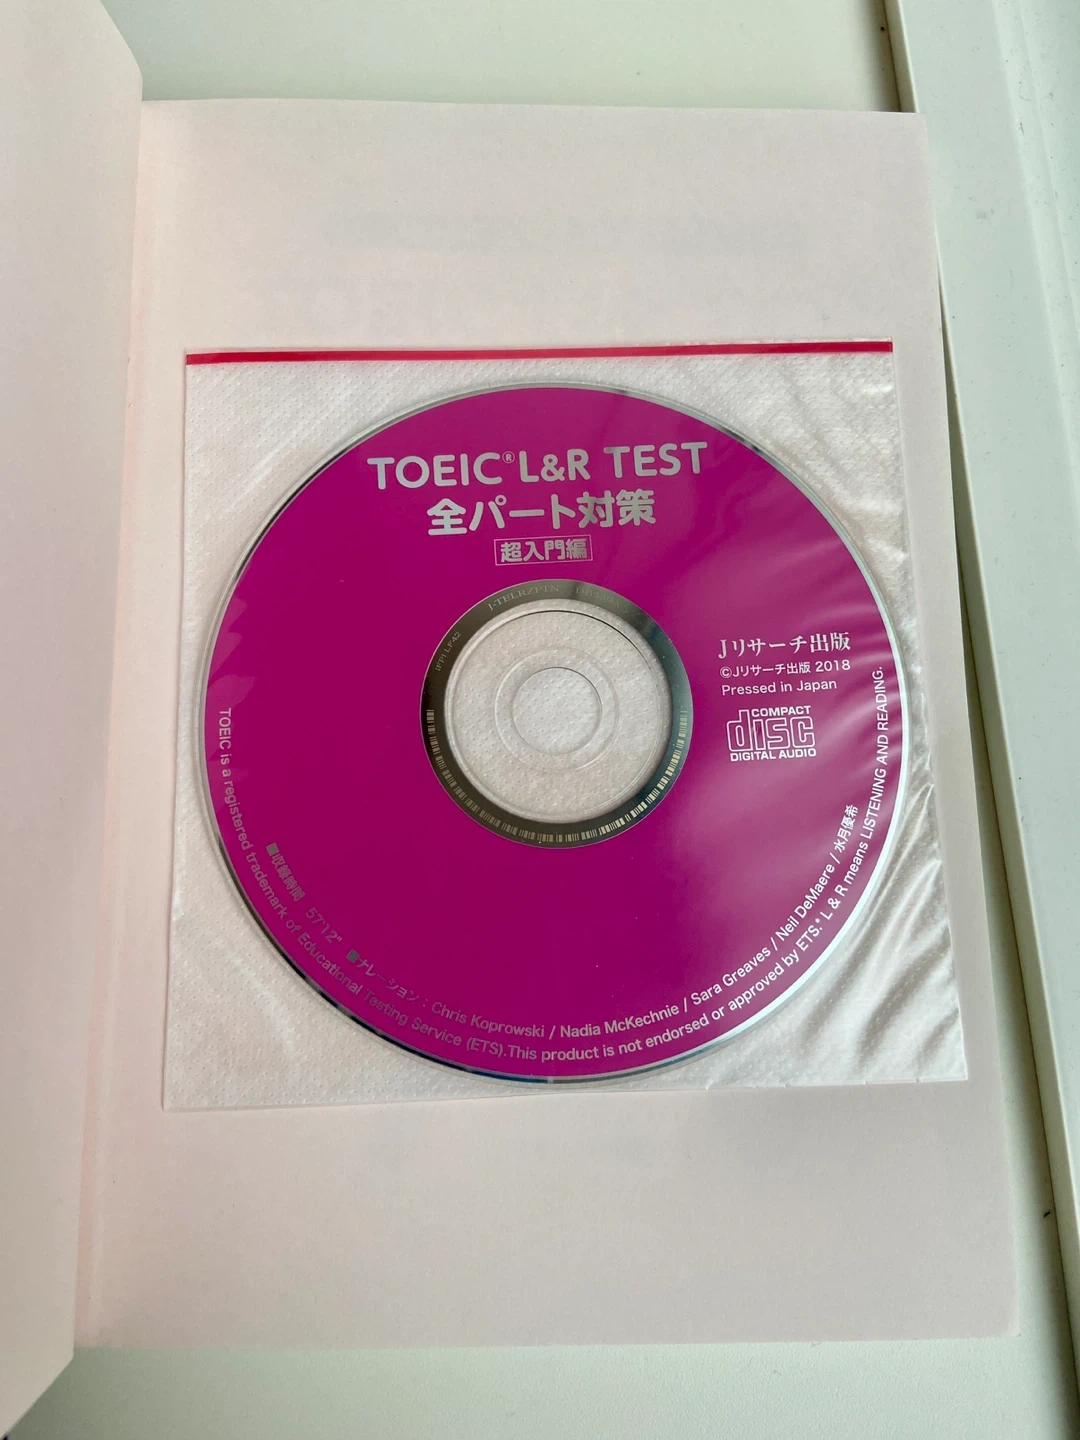 TOEIC® L&R TEST
全パート対策
超入門編
Jリサーチ出版
©Jリサーチ出版 2018
Pressed in Japan
COMPACT
disc
DIGITAL AUDIO
IFPI LF42
■収録時間 57'12" ■ナレーション：Chris Koprowski / Nadia McKechnie / Sara Greaves / Neil DeMaere / 水月優希
TOEIC is a registered trademark of Educational Testing Service (ETS).This product is not endorsed or approved by ETS.*L & R means LISTENING AND READING.